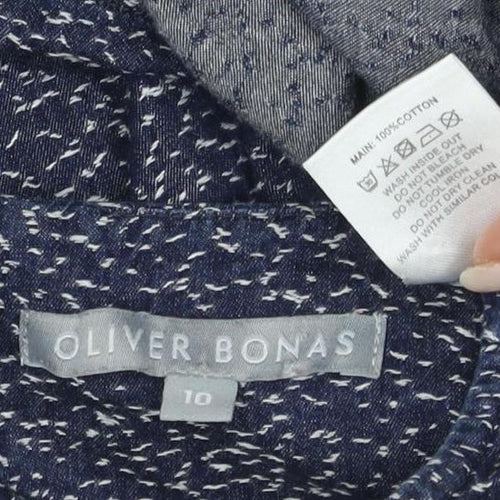 MAIN: 100%COTTON
WASH INSIDE OUT
DO NOT BLEACH
DO NOT TUMBLE DRY
COOL IRON
DO NOT DRY CLEAN
WASH WITH SIMILAR COL
OLIVER BONAS
10